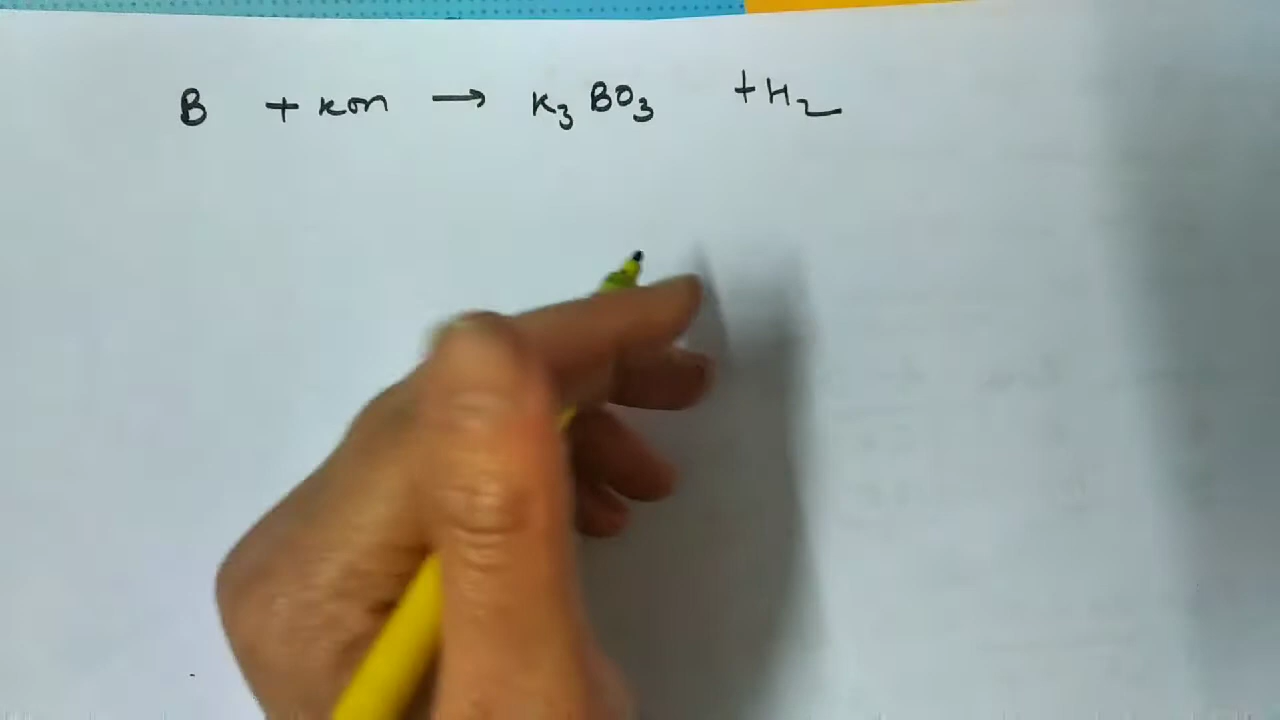 B + KOH → K3 BO3 + H2